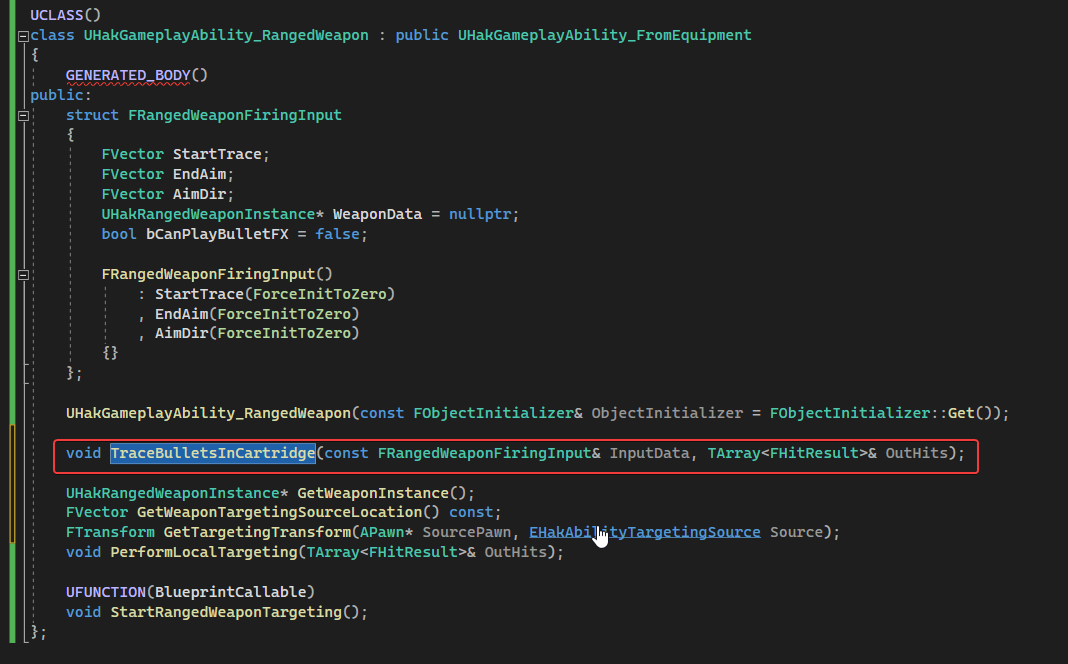 UCLASS()
class UHakGameplayAbility_RangedWeapon : public UHakGameplayAbility_FromEquipment
{
GENERATED_BODY()
public:
struct FRangedWeaponFiringInput
{
FVector StartTrace;
FVector EndAim;
FVector AimDir;
UHakRangedWeaponInstance* WeaponData = nullptr;
bool bCanPlayBulletFX = false;
FRangedWeaponFiringInput()
: StartTrace(ForceInitToZero)
, EndAim(ForceInitToZero)
, AimDir(ForceInitToZero)
{}
};
UHakGameplayAbility_RangedWeapon(const FObjectInitializer& ObjectInitializer = FObjectInitializer::Get());
void TraceBulletsInCartridge(const FRangedWeaponFiringInput& InputData, TArray<FHitResult>& OutHits);
UHakRangedWeaponInstance* GetWeaponInstance();
FVector GetWeaponTargetingSourceLocation() const;
FTransform GetTargetingTransform(APawn* SourcePawn, EHakAbilityTargetingSource Source);
void PerformLocalTargeting(TArray<FHitResult>& OutHits);
UFUNCTION(BlueprintCallable)
void StartRangedWeaponTargeting();
};